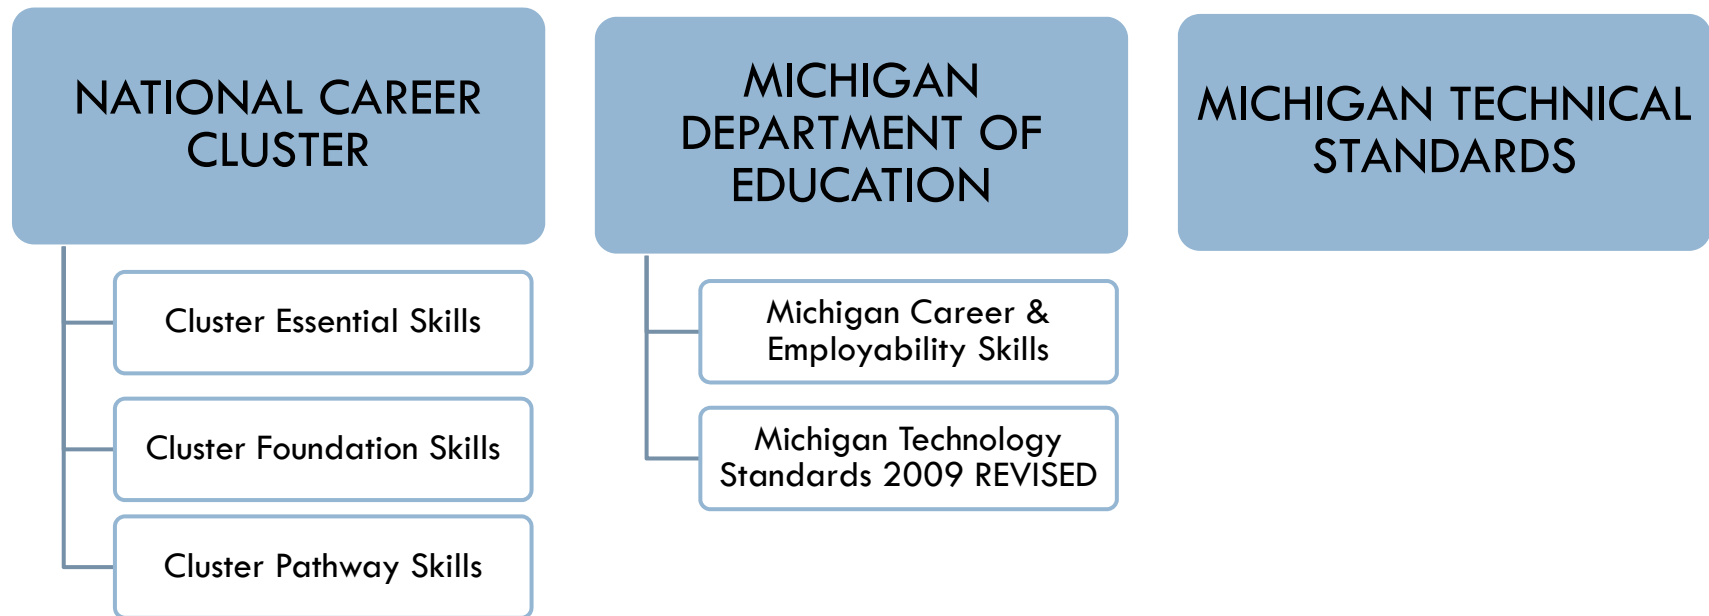 NATIONAL CAREER
CLUSTER
Cluster Essential Skills
Cluster Foundation Skills
Cluster Pathway Skills
MICHIGAN
DEPARTMENT OF
EDUCATION
Michigan Career &
Employability Skills
Michigan Technology
Standards 2009 REVISED
MICHIGAN TECHNICAL
STANDARDS